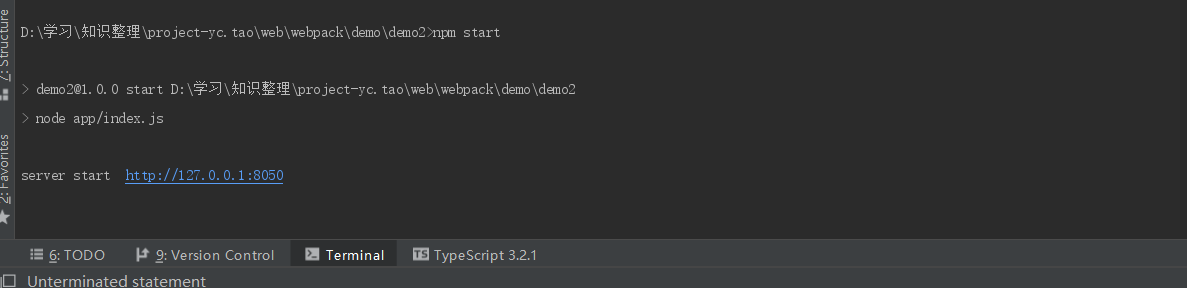 D:\学习\知识整理\project-yc.tao\web\webpack\demo\demo2>npm start
> demo2@1.0.0 start D:\学习\知识整理\project-yc.tao\web\webpack\demo\demo2
> node app/index.js
server start  http://127.0.0.1:8050
7: Structure
2: Favorites
6: TODO
9: Version Control
Terminal
TS TypeScript 3.2.1
Unterminated statement